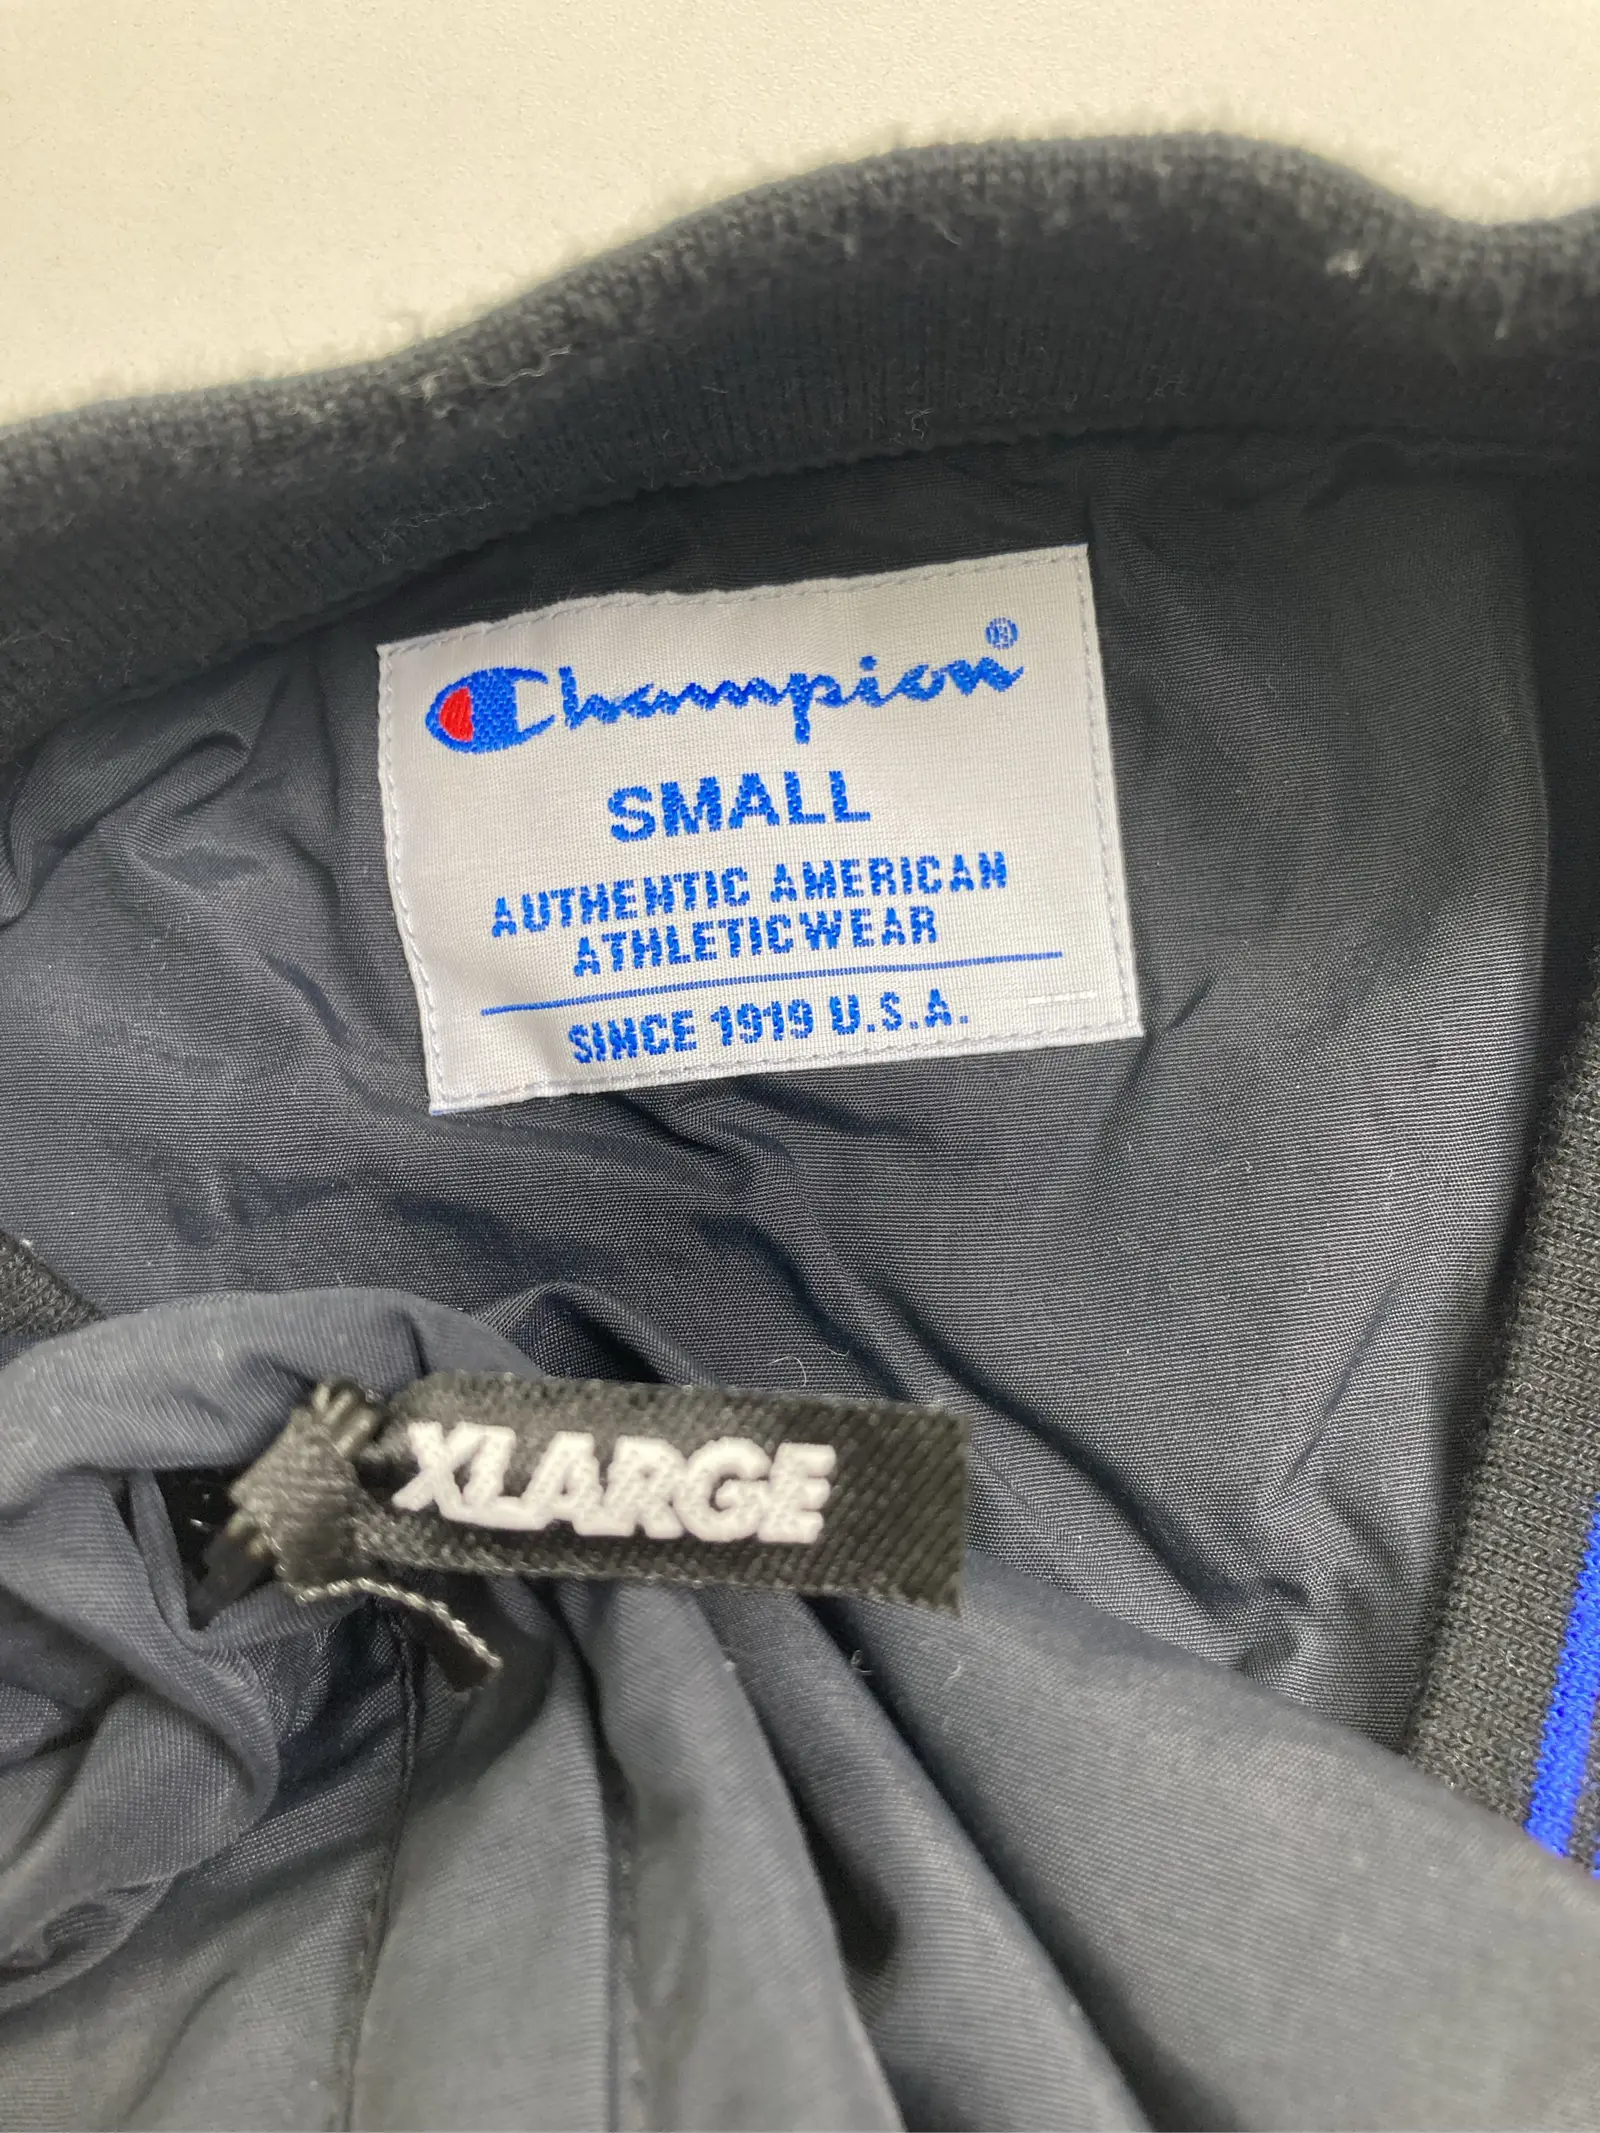 Champion®
SMALL
AUTHENTIC AMERICAN
ATHLETICWEAR
SINCE 1919 U.S.A.
XLARGE